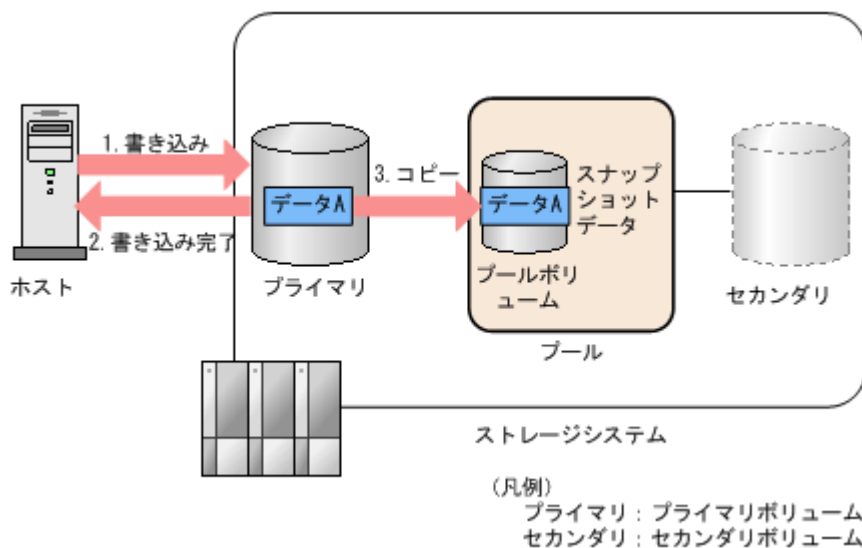 1. 書き込み
3. コピー
スナップ
ショット
データ
データA
データA
2. 書き込み完了
プールボリ
ューム
ホスト
プライマリ
セカンダリ
プール
ストレージシステム
(凡例)
プライマリ : プライマリボリューム
セカンダリ : セカンダリボリューム